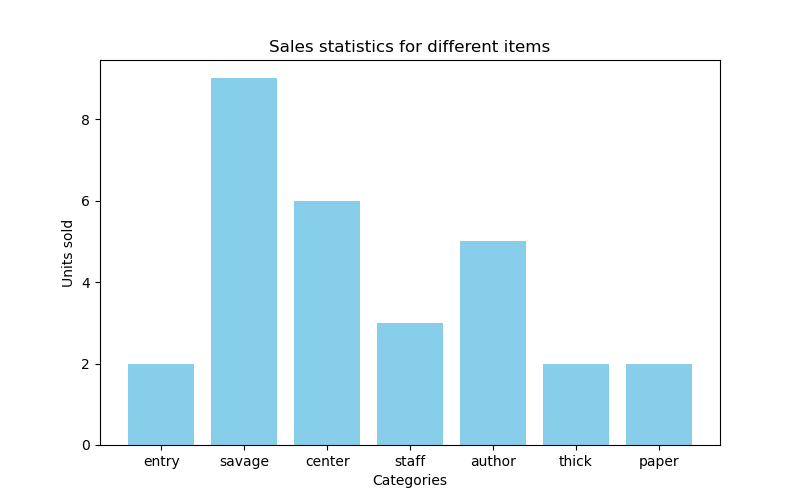 Sales statistics for different items
Units sold
8
6
4
2
0
entry savage center staff author thick paper
Categories